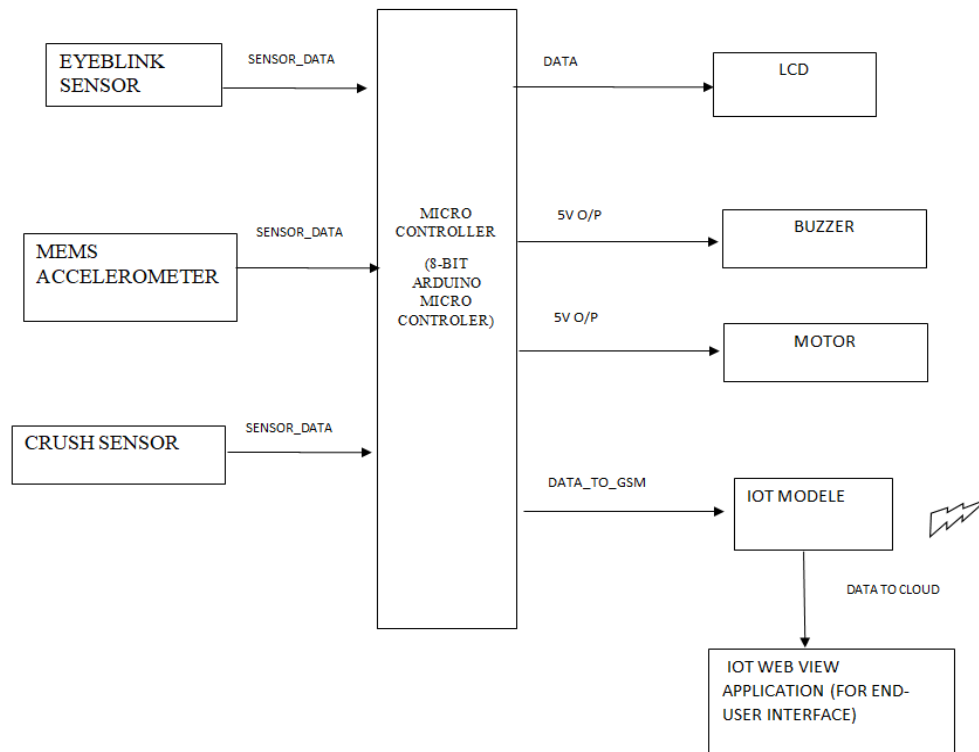 EYEBLINK
SENSOR
SENSOR_DATA
MEMS
ACCELEROMETER
SENSOR_DATA
CRUSH SENSOR
SENSOR_DATA
MICRO
CONTROLLER
(8-BIT
ARDUINO
MICRO
CONTROLER)
DATA
LCD
5V O/P
BUZZER
5V O/P
MOTOR
DATA_TO_GSM
IOT MODELE
DATA TO CLOUD
IOT WEB VIEW
APPLICATION (FOR END-
USER INTERFACE)